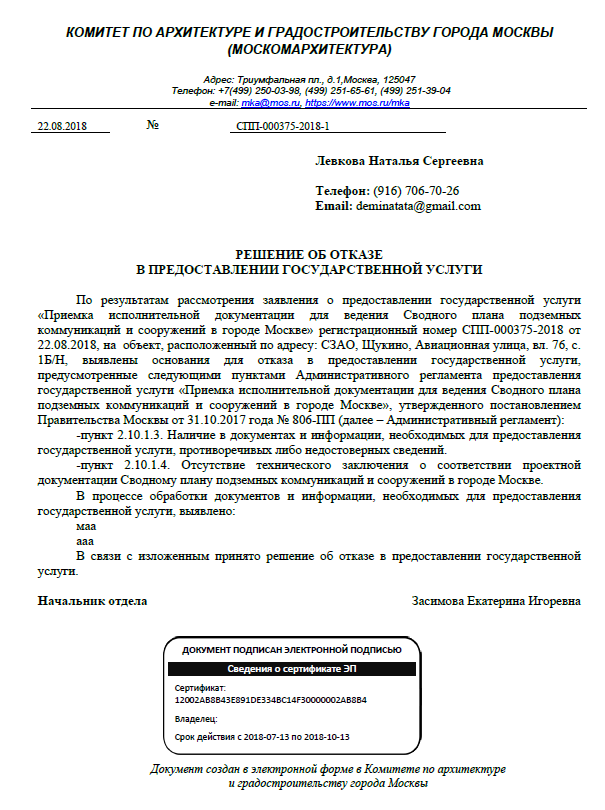 КОМИТЕТ ПО АРХИТЕКТУРЕ И ГРАДОСТРОИТЕЛЬСТВУ ГОРОДА МОСКВЫ
(МОСКОМАРХИТЕКТУРА)
Адрес: Триумфальная пл., д.1,Москва, 125047
Телефон: +7(499) 250-03-98, (499) 251-65-61, (499) 251-39-04
e-mail: mka@mos.ru, https://www.mos.ru/mka
22.08.2018 № СПП-000375-2018-1
Левкова Наталья Сергеевна
Телефон: (916) 706-70-26
Email: deminatata@gmail.com
РЕШЕНИЕ ОБ ОТКАЗЕ
В ПРЕДОСТАВЛЕНИИ ГОСУДАРСТВЕННОЙ УСЛУГИ
По результатам рассмотрения заявления о предоставлении государственной услуги
«Приемка исполнительной документации для ведения Сводного плана подземных
коммуникаций и сооружений в городе Москве» регистрационный номер СПП-000375-2018 от
22.08.2018, на объект, расположенный по адресу: СЗАО, Щукино, Авиационная улица, вл. 76, с.
1Б/Н, выявлены основания для отказа в предоставлении государственной услуги,
предусмотренные следующими пунктами Административного регламента предоставления
государственной услуги «Приемка исполнительной документации для ведения Сводного плана
подземных коммуникаций и сооружений в городе Москве», утвержденного постановлением
Правительства Москвы от 31.10.2017 года № 806-ПП (далее – Административный регламент):
-пункт 2.10.1.3. Наличие в документах и информации, необходимых для предоставления
государственной услуги, противоречивых либо недостоверных сведений.
-пункт 2.10.1.4. Отсутствие технического заключения о соответствии проектной
документации Сводному плану подземных коммуникаций и сооружений в городе Москве.
В процессе обработки документов и информации, необходимых для предоставления
государственной услуги, выявлено:
маа
ааа
В связи с изложенным принято решение об отказе в предоставлении государственной
услуги.
Начальник отдела Засимова Екатерина Игоревна
ДОКУМЕНТ ПОДПИСАН ЭЛЕКТРОННОЙ ПОДПИСЬЮ
Сведения о сертификате ЭП
Сертификат:
12002AB8B43E891DE334BC14F30000002AB8B4
Владелец:
Срок действия с 2018-07-13 по 2018-10-13
Документ создан в электронной форме в Комитете по архитектуре
и градостроительству города Москвы